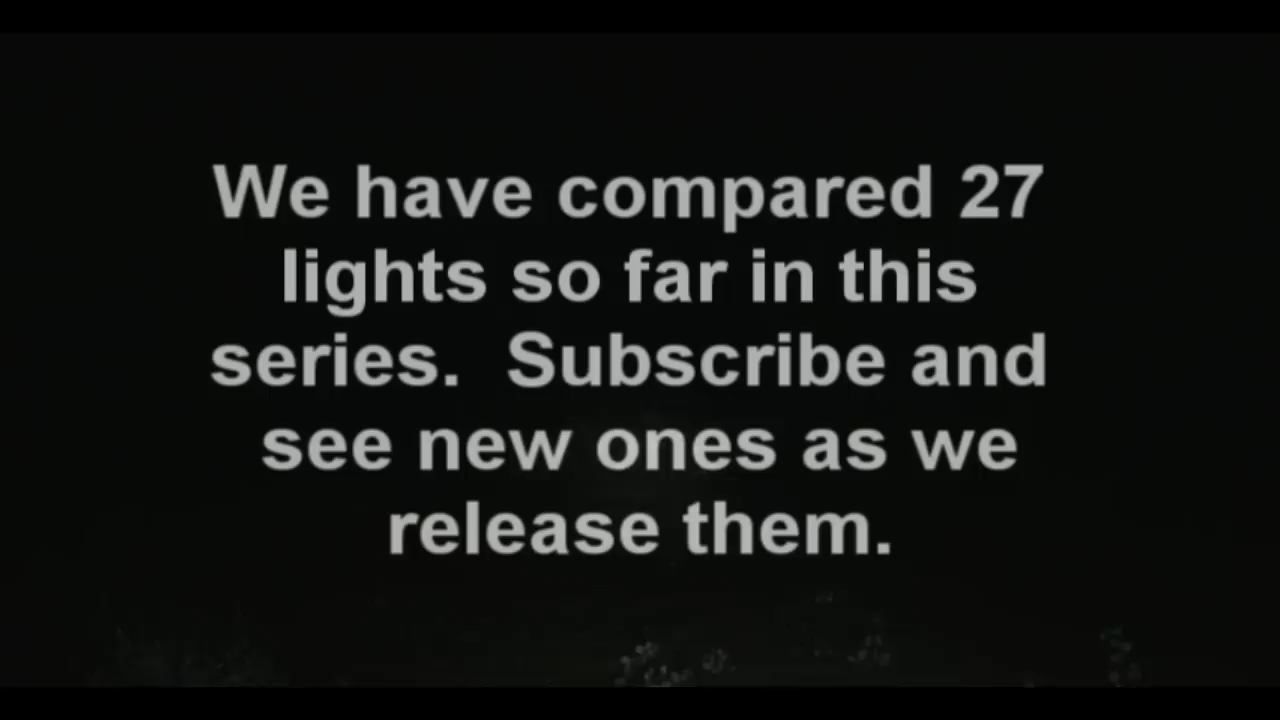 We have compared 27
lights so far in this
series.  Subscribe and
see new ones as we
release them.